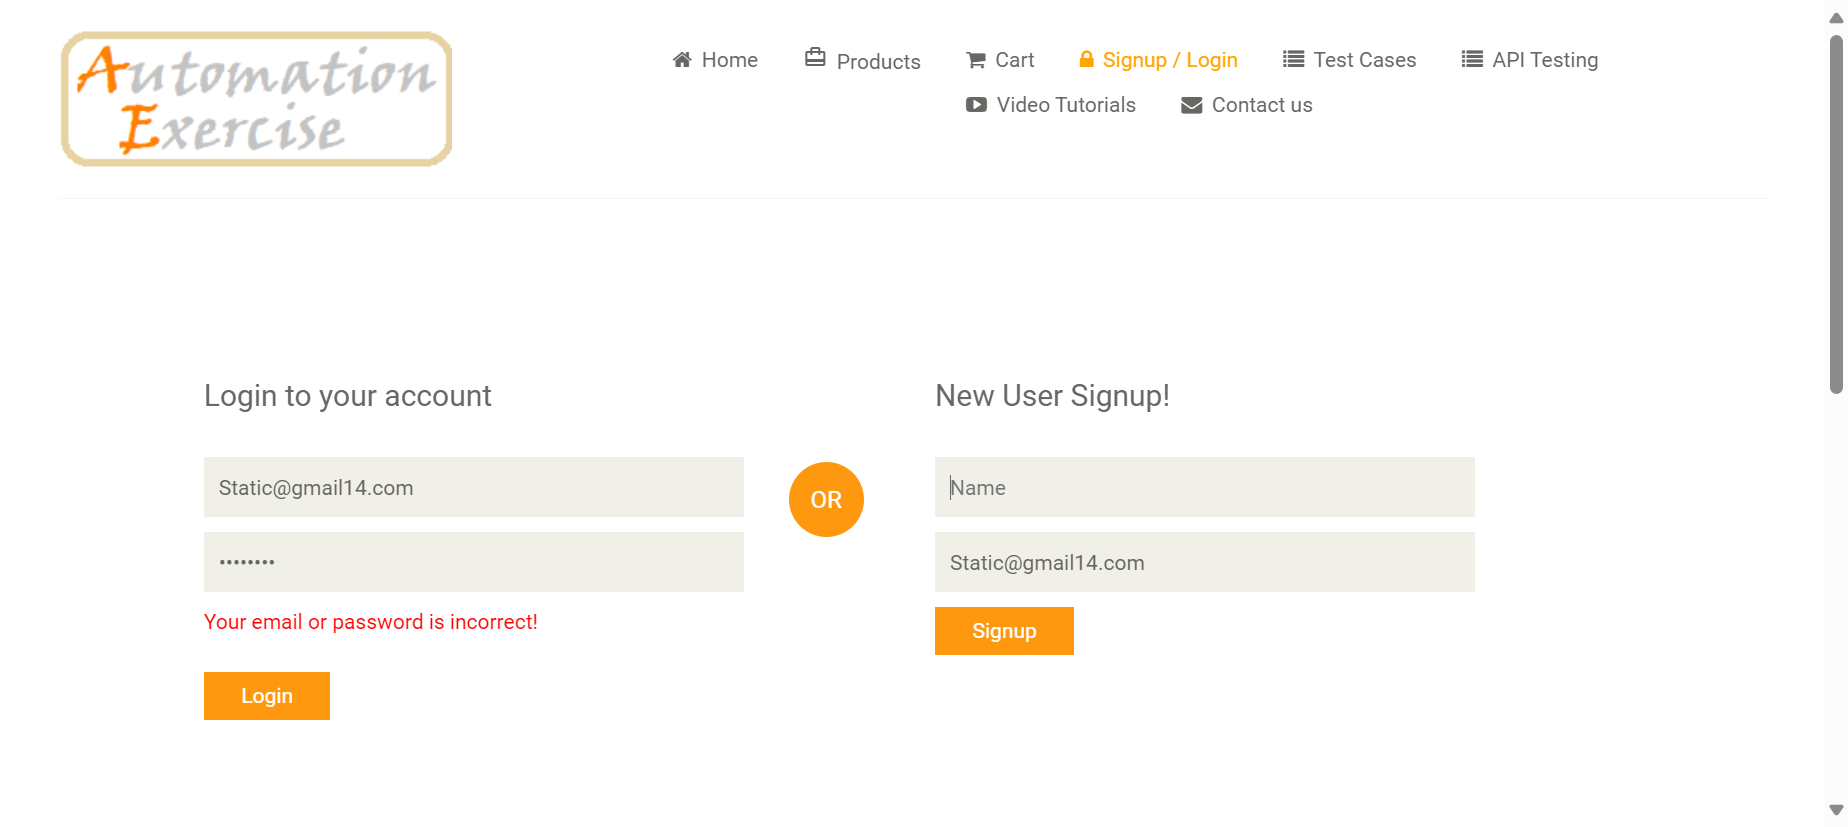 Automation
Exercise
Home
Products
Cart
Signup / Login
Test Cases
API Testing
Video Tutorials
Contact us
Login to your account
Static@gmail14.com
••••••••
Your email or password is incorrect!
Login
OR
New User Signup!
Name
Static@gmail14.com
Signup